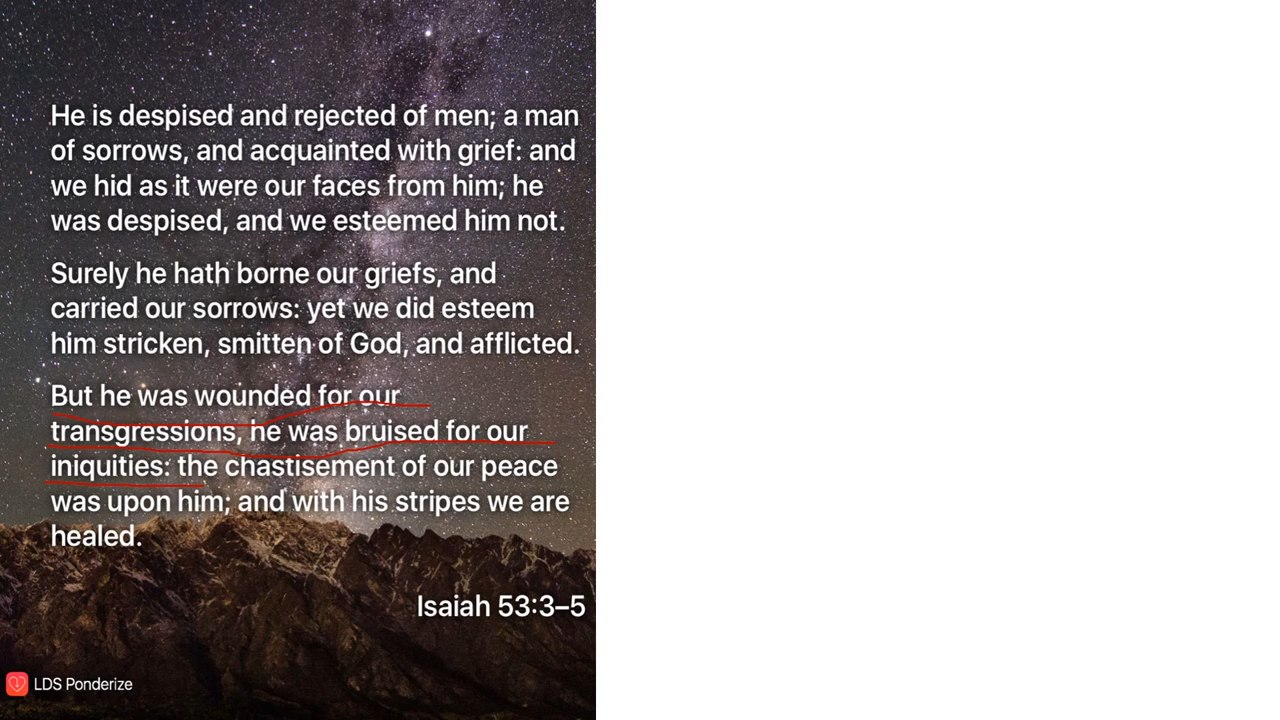 He is despised and rejected of men; a man
of sorrows, and acquainted with grief: and
we hid as it were our faces from him; he
was despised, and we esteemed him not.
Surely he hath borne our griefs, and
carried our sorrows: yet we did esteem
him stricken, smitten of God, and afflicted.
But he was wounded for our
transgressions, he was bruised for our
iniquities: the chastisement of our peace
was upon him; and with his stripes we are
healed.
Isaiah 53:3–5
LDS Ponderize